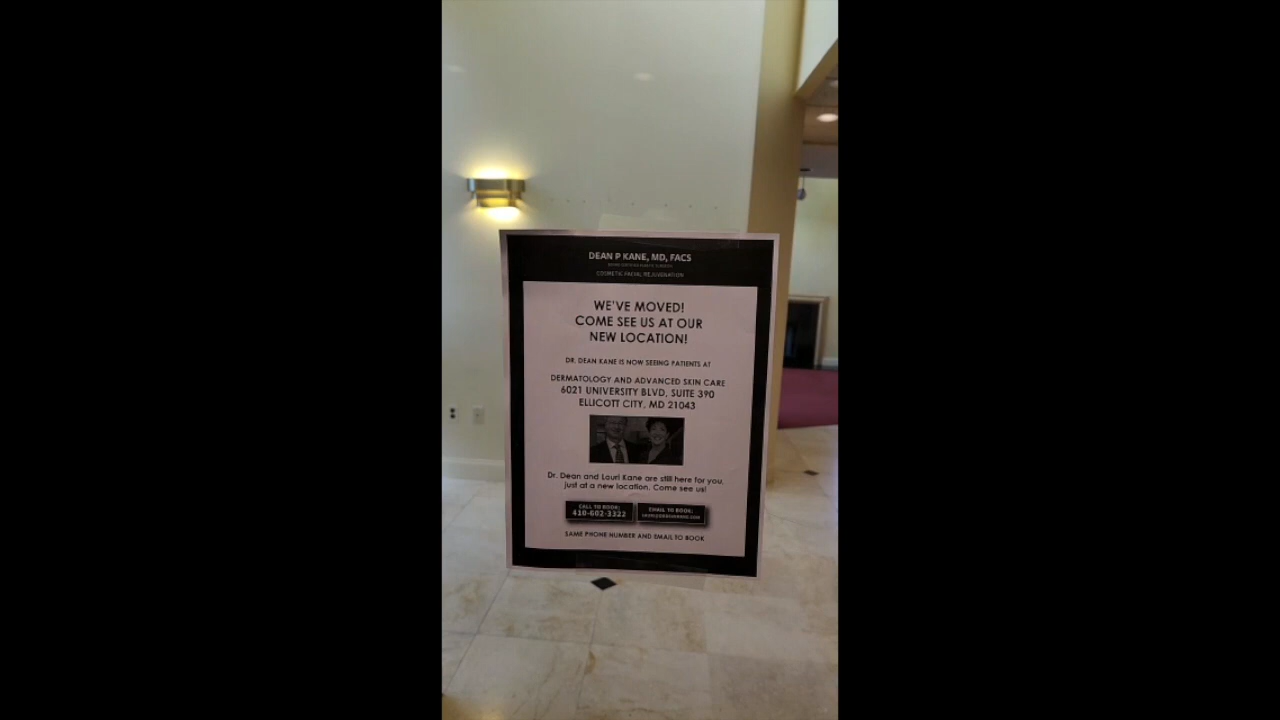 DEAN P KANE, MD, FACS
COSMETIC FACIAL REJUVENATION
WE'VE MOVED!
COME SEE US AT OUR
NEW LOCATION!
DR. DEAN KANE IS NOW SEEING PATIENTS AT
DERMATOLOGY AND ADVANCED SKIN CARE
6021 UNIVERSITY BLVD, SUITE 390
ELLICOTT CITY, MD 21043
Dr. Dean and Lauri Kane are still here for you,
just at a new location. Come see us!
CALL TO BOOK:
410-602-3322
EMAIL TO BOOK:
SAME PHONE NUMBER AND EMAIL TO BOOK